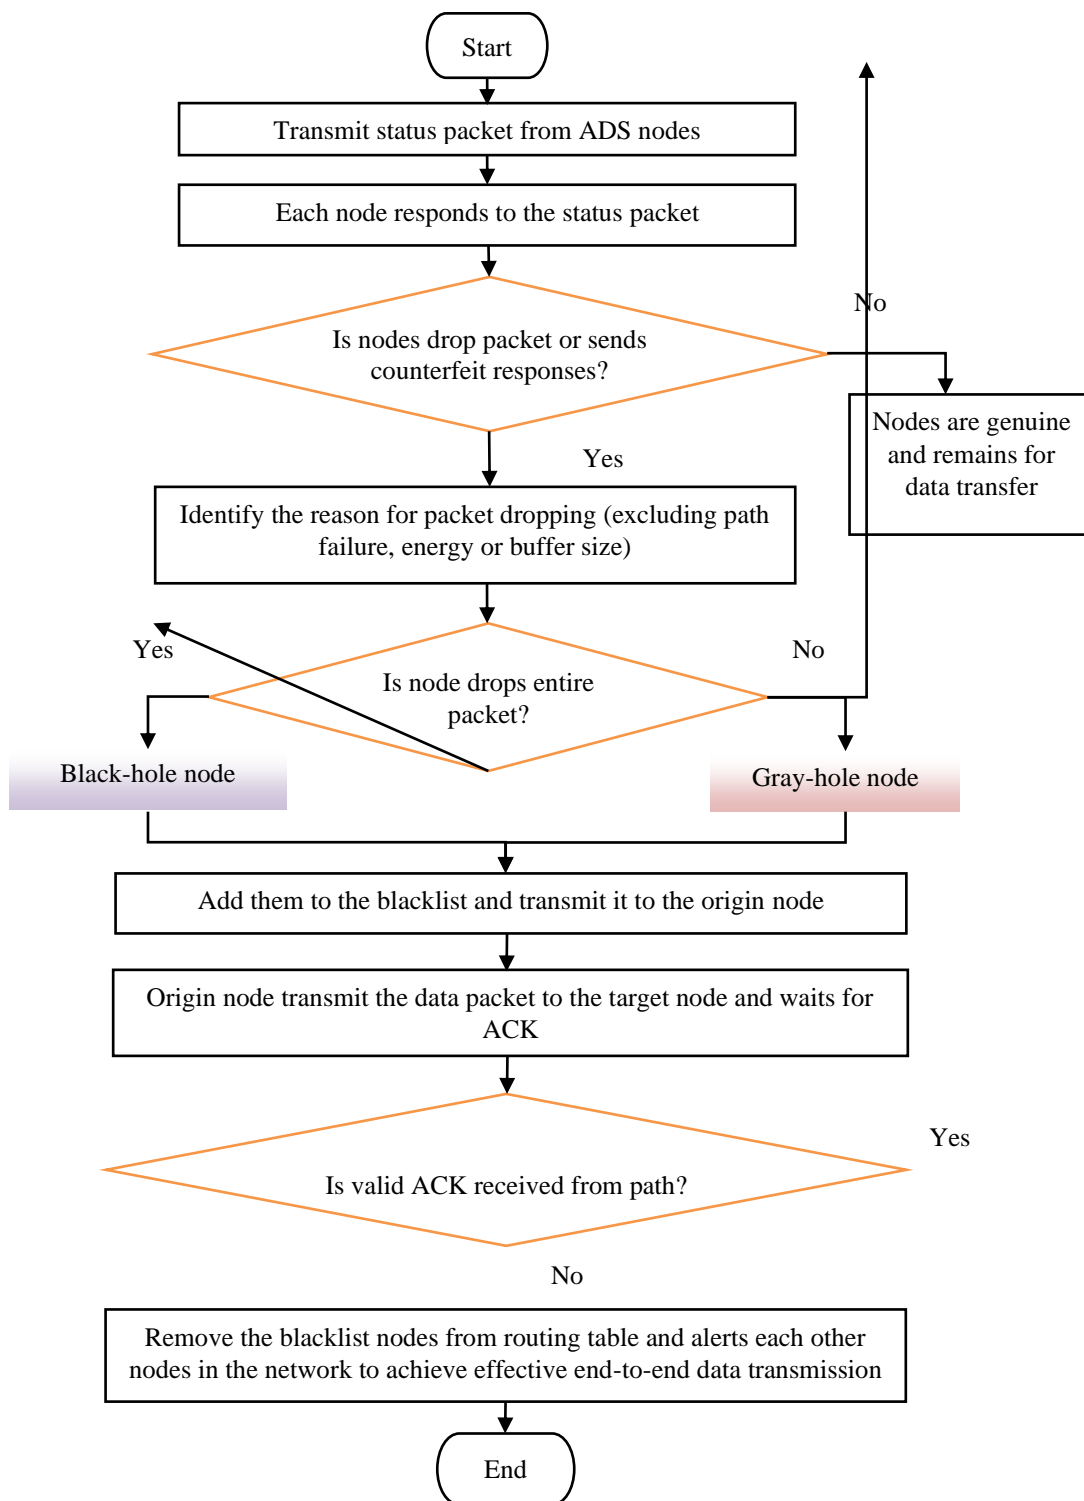 Start
Transmit status packet from ADS nodes
Each node responds to the status packet
No
Is nodes drop packet or sends
counterfeit responses?
Nodes are genuine
and remains for
data transfer
Yes
Identify the reason for packet dropping (excluding path
failure, energy or buffer size)
Yes
No
Is node drops entire
packet?
Black-hole node
Gray-hole node
Add them to the blacklist and transmit it to the origin node
Origin node transmit the data packet to the target node and waits for
ACK
Yes
Is valid ACK received from path?
No
Remove the blacklist nodes from routing table and alerts each other
nodes in the network to achieve effective end-to-end data transmission
End